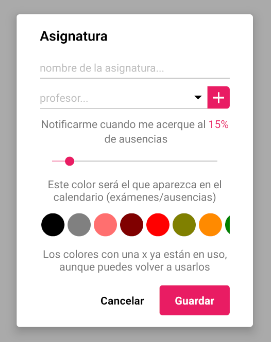 Asignatura
nombre de la asignatura...
profesor...
Notificarme cuando me acerque al 15%
de ausencias
Este color será el que aparezca en el
calendario (exámenes/ausencias)
Los colores con una x ya están en uso,
aunque puedes volver a usarlos
Cancelar Guardar